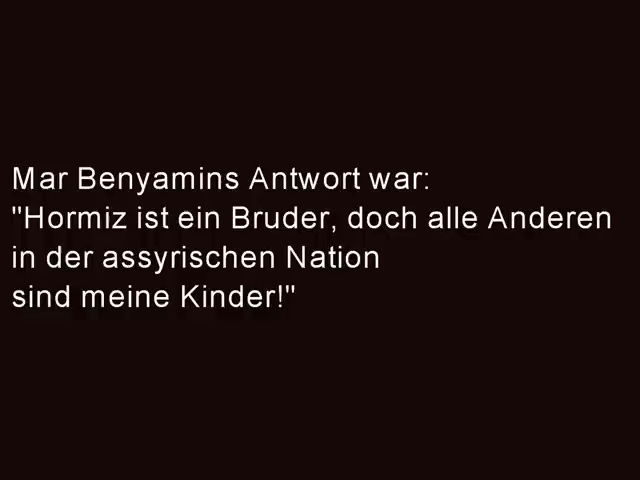 Mar Benyamins Antwort war:
"Hormiz ist ein Bruder, doch alle Anderen
in der assyrischen Nation
sind meine Kinder!"